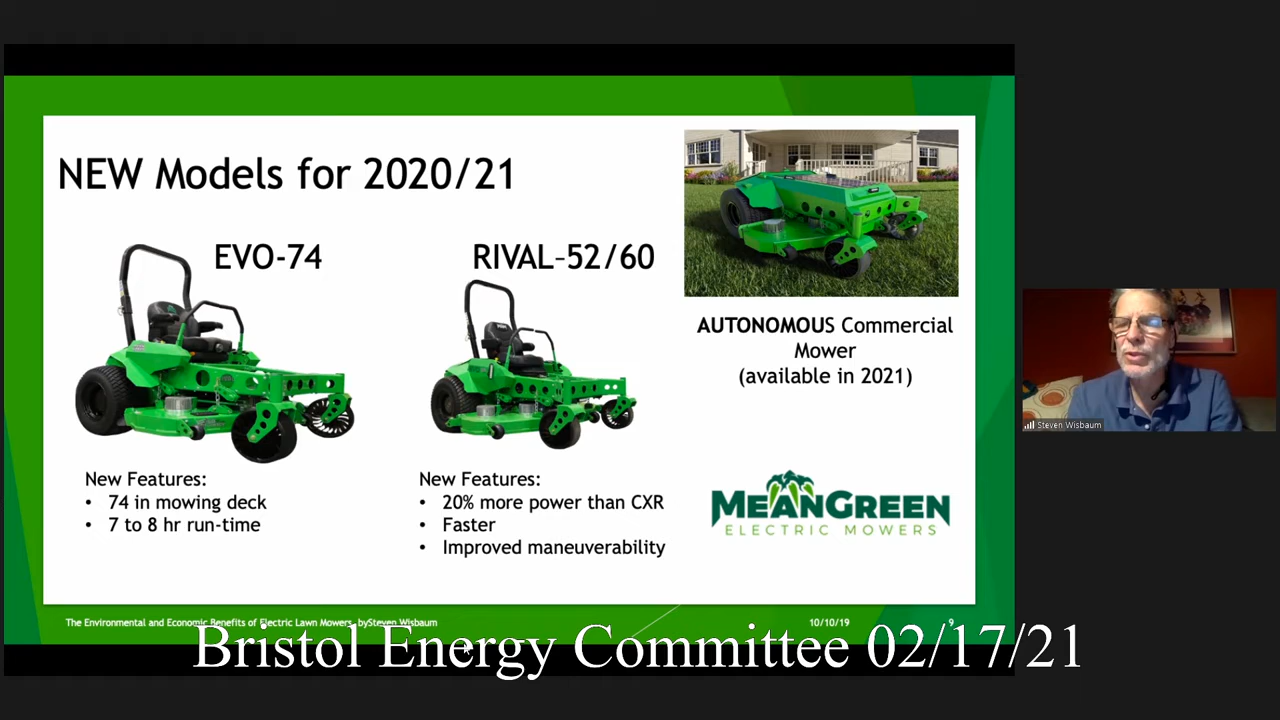 NEW Models for 2020/21
EVO-74
RIVAL-52/60
AUTONOMOUS Commercial
Mower
(available in 2021)
New Features:
• 74 in mowing deck
• 7 to 8 hr run-time
New Features:
• 20% more power than CXR
• Faster
• Improved maneuverability
MEANGREEN
ELECTRIC MOWERS
The Environmental and Economic Benefits of Electric Lawn Mowers, bySteven Wisbaum
10/10/19
9
Bristol Energy Committee 02/17/21
Steven Wisbaum